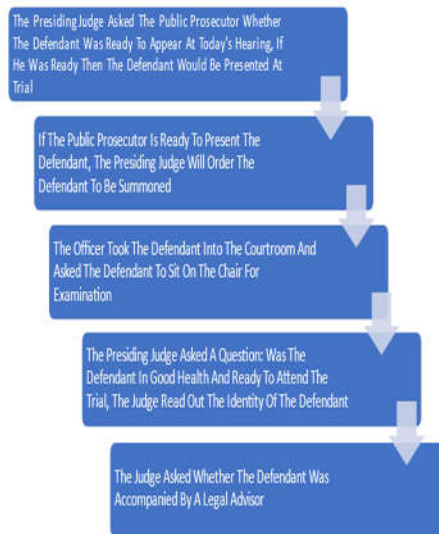 The Presiding Judge Asked The Public Prosecutor Whether
The Defendant Was Ready To Appear At Today's Hearing, If
He Was Ready Then The Defendant Would Be Presented At
Trial
If The Public Prosecutor Is Ready To Present The
Defendant, The Presiding Judge Will Order The
Defendant To Be Summoned
The Officer Took The Defendant Into The Courtroom And
Asked The Defendant To Sit On The Chair For
Examination
The Presiding Judge Asked A Question: Was The
Defendant In Good Health And Ready To Attend The
Trial, The Judge Read Out The Identity Of The Defendant
The Judge Asked Whether The Defendant Was
Accompanied By A Legal Advisor